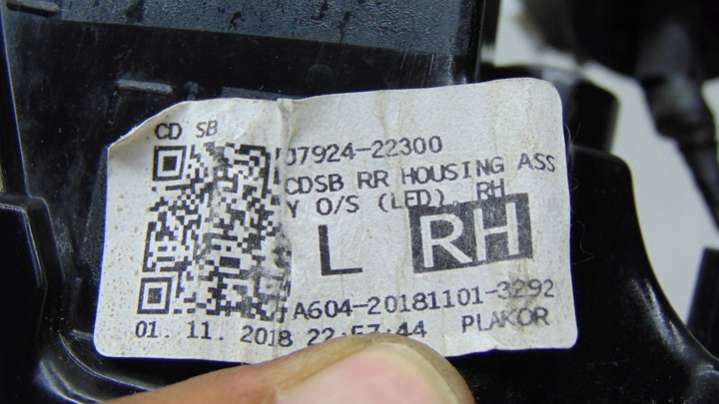 CD SB
07924-22300
CDSB RR HOUSING ASS
Y O/S (LED), RH
L RH
A604-20181101-3292
01. 11. 2018 22:57:44 PLAKOR